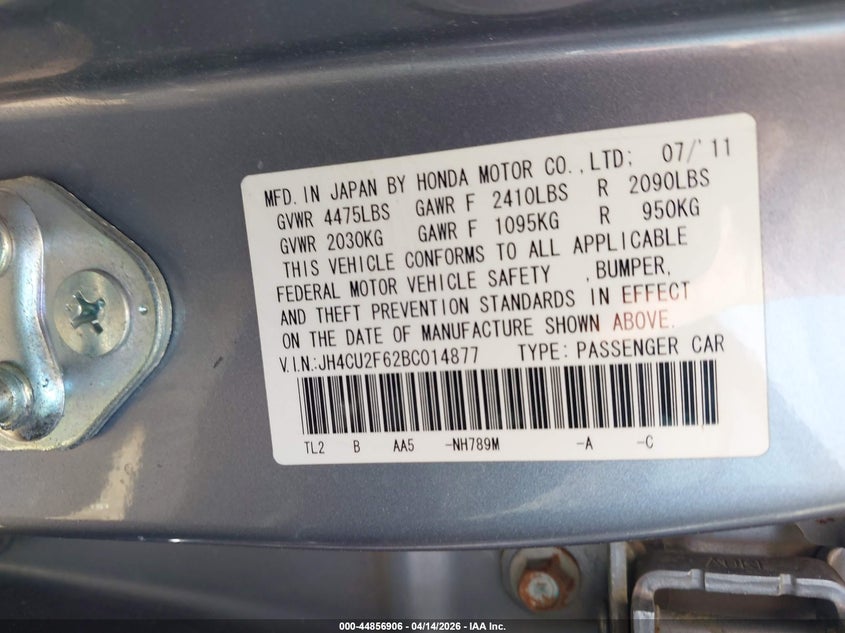 MFD. IN JAPAN BY HONDA MOTOR CO., LTD; 07/'11
GVWR 4475LBS GAWR F 2410LBS R 2090LBS
GVWR 2030KG GAWR F 1095KG R 950KG
THIS VEHICLE CONFORMS TO ALL APPLICABLE
FEDERAL MOTOR VEHICLE SAFETY , BUMPER,
AND THEFT PREVENTION STANDARDS IN EFFECT
ON THE DATE OF MANUFACTURE SHOWN ABOVE.
V.I.N.:JH4CU2F62BC014877 TYPE: PASSENGER CAR
TL2 B AA5 -NH789M -A -C
000-44856906 - 04/14/2026 - IAA Inc.